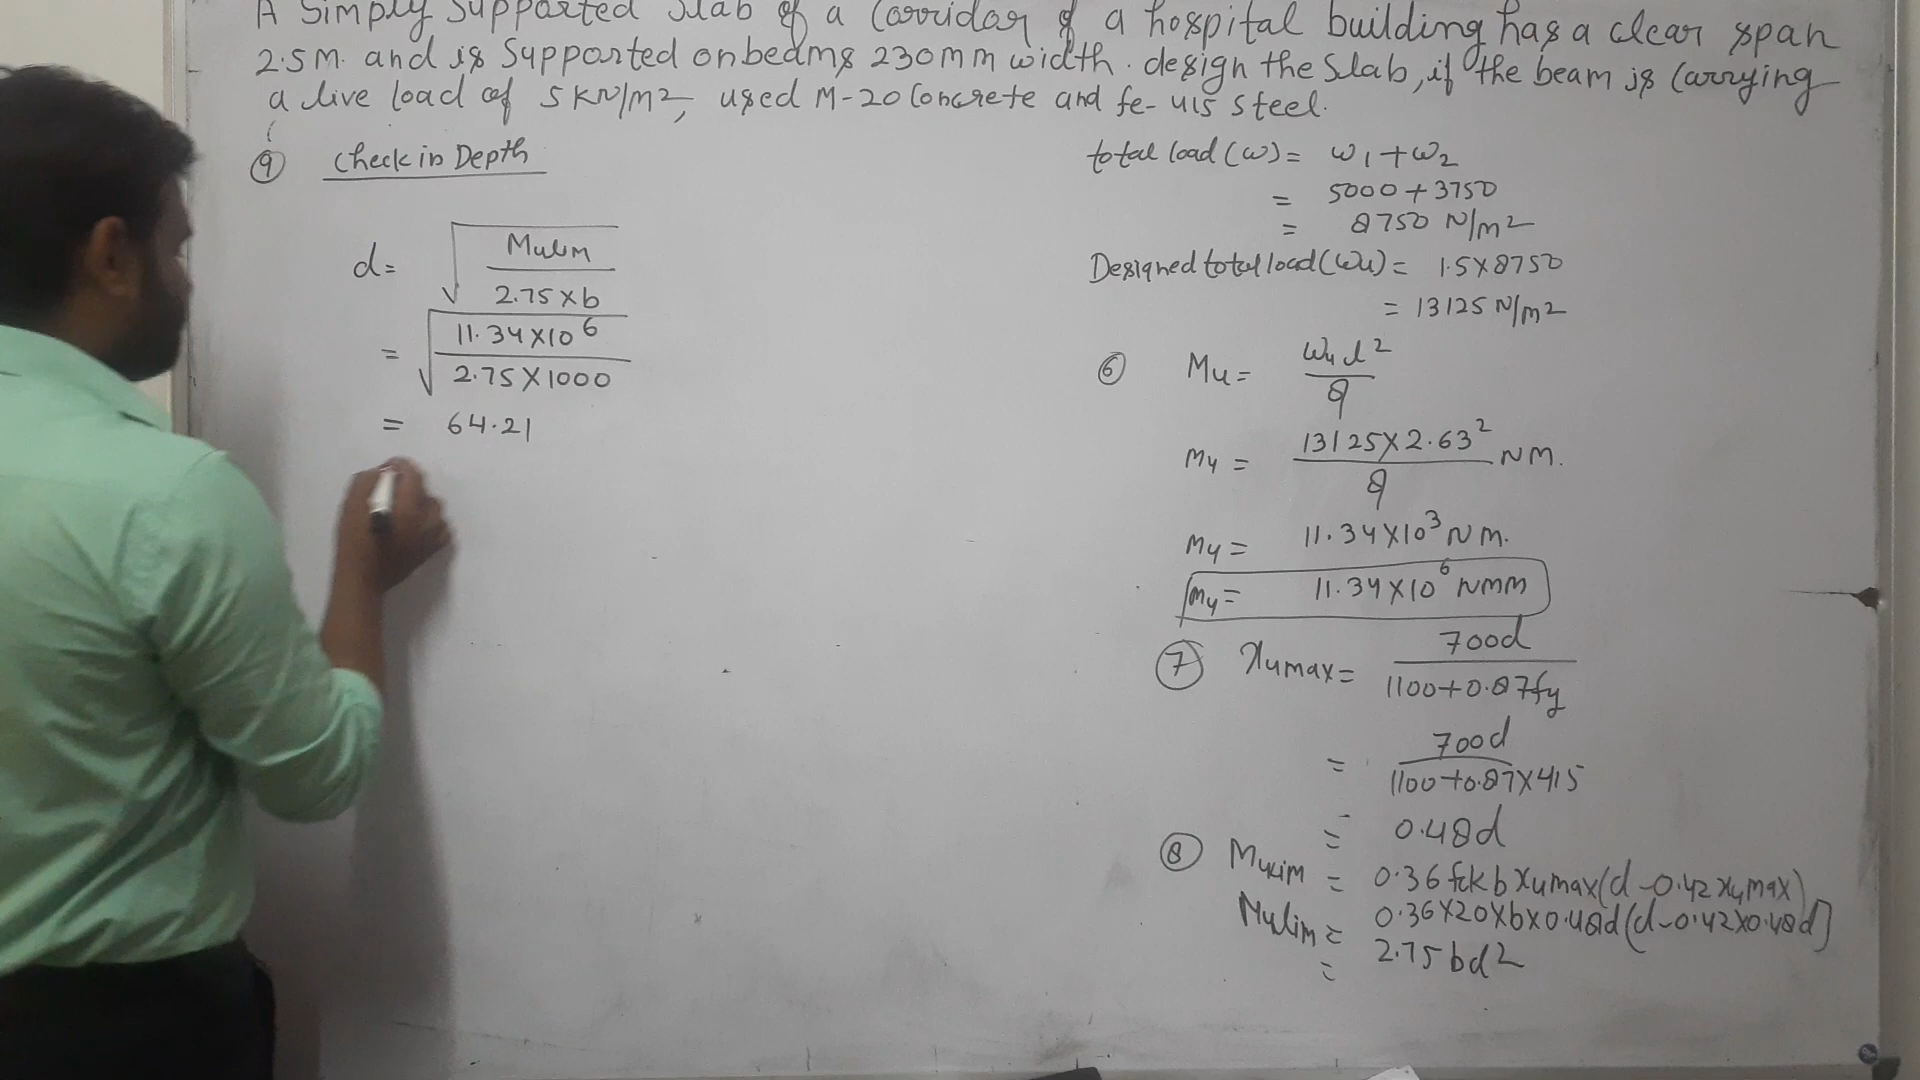 A Simply Supported Slab of a Corridor of a hospital building has a clear span
2.5 M. and is Supported on beams 230mm width. design the Slab, if the beam is Carrying
a live load of 5 KN/m2, used M-20 Concrete and fe-415 steel.
9 Check in Depth
d= √ Mulim
2.75 × b
= √ 11.34 × 10 6
2.75 × 1000
= 64.21
total load (w) = w1 + w2
= 5000 + 3750
= 8750 N/m2
Designed total load (wu) = 1.5 × 8750
= 13125 N/m2
6 Mu = wul2
8
Mu = 13125 × 2.63 2 NM.
8
Mu = 11.34 × 10 3 NM.
Mu = 11.34 × 10 6 NMM
7 xumax = 700d
1100+0.87fy
= 700d
1100+0.87×415
= 0.48d
8 Mulim = 0.36 fck b xumax (d-0.42 xumax)
Mulim = 0.36×20×b×0.48d (d-0.42×0.48d)
= 2.75 bd2